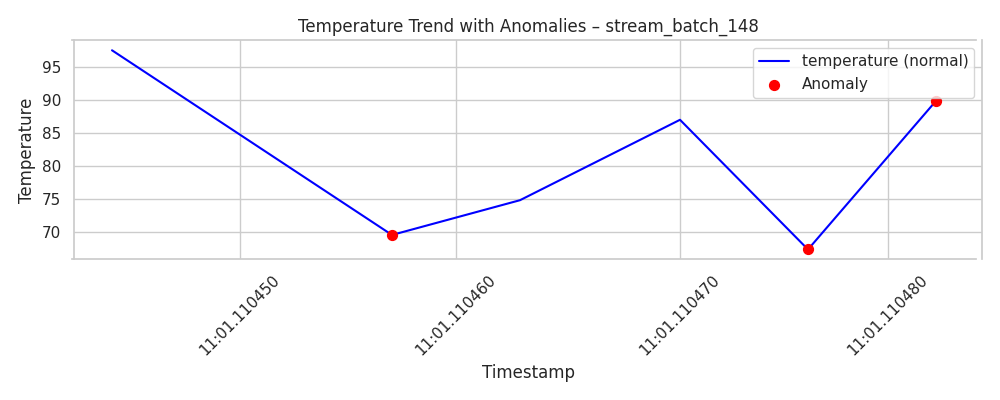 Temperature Trend with Anomalies – stream_batch_148
temperature (normal)
Anomaly
Temperature
95
90
85
80
75
70
11:01.110450
11:01.110460
11:01.110470
11:01.110480
Timestamp